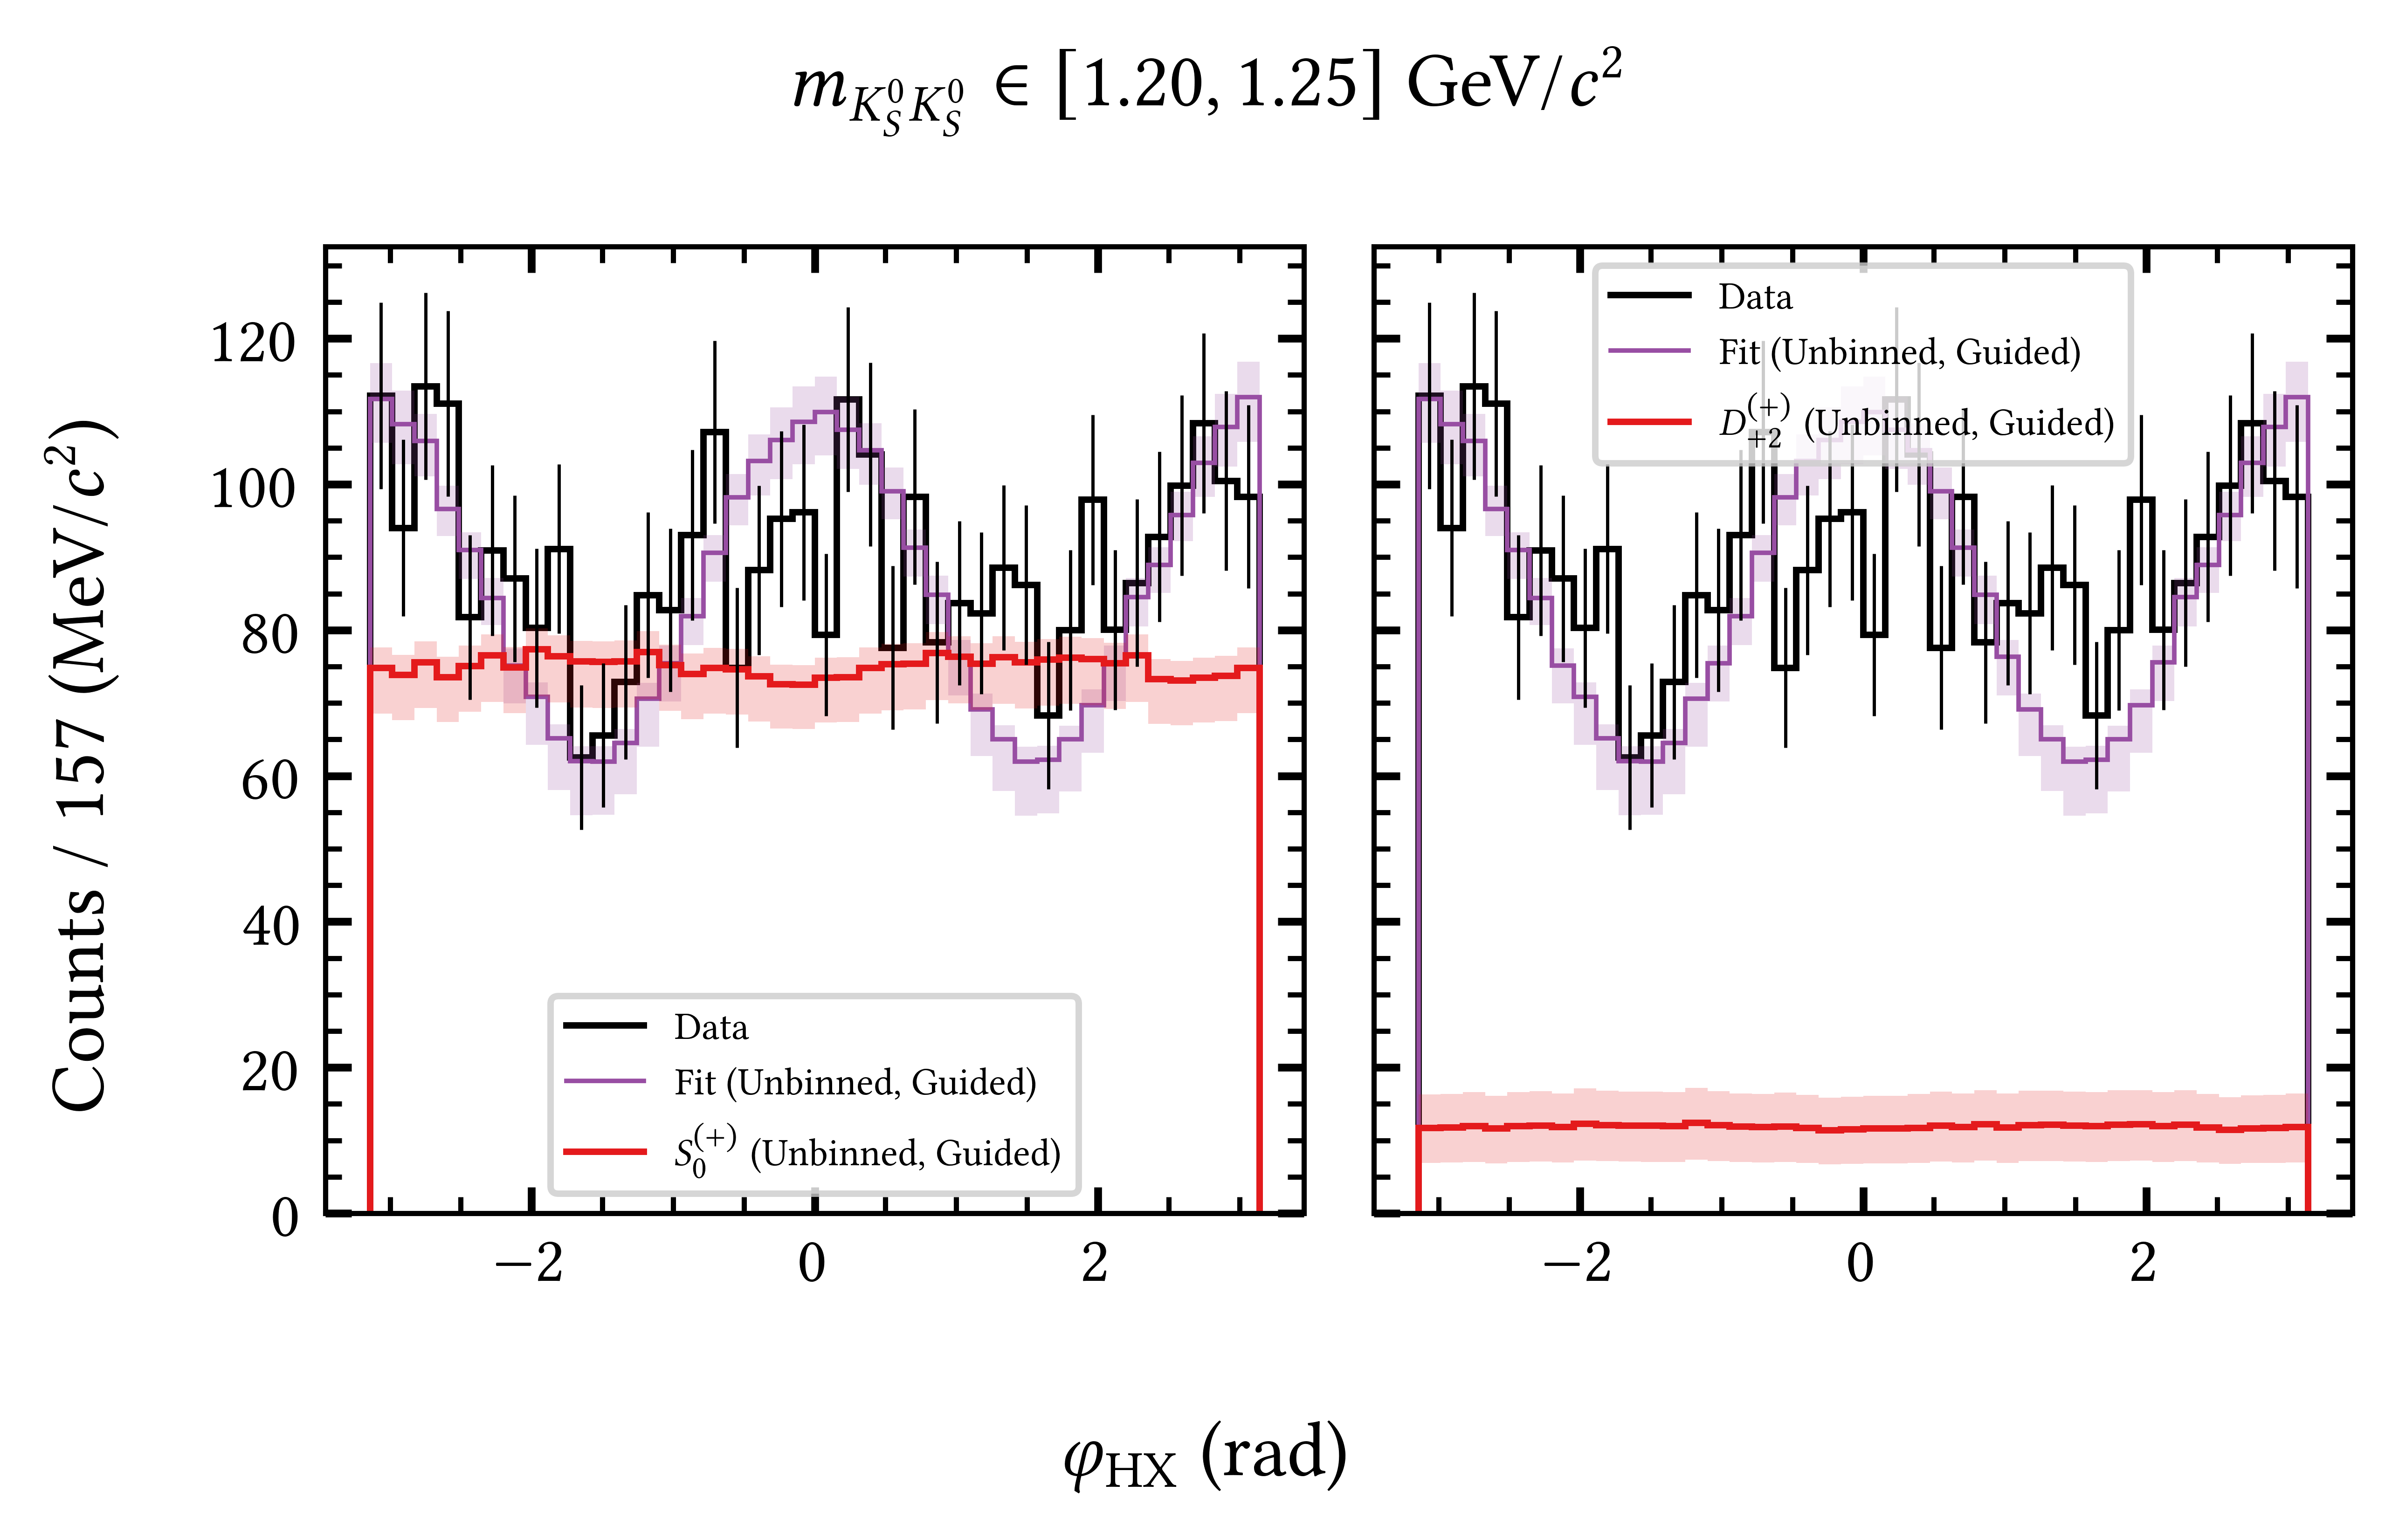 m_{K_S^0 K_S^0} ∈ [1.20, 1.25] GeV/c^2
Counts / 157 (MeV/c^2)
120
100
80
60
40
20
0
Data
Fit (Unbinned, Guided)
S_0^{(+)} (Unbinned, Guided)
−2
0
2
Data
Fit (Unbinned, Guided)
D_{+2}^{(+)} (Unbinned, Guided)
−2
0
2
φ_{HX} (rad)